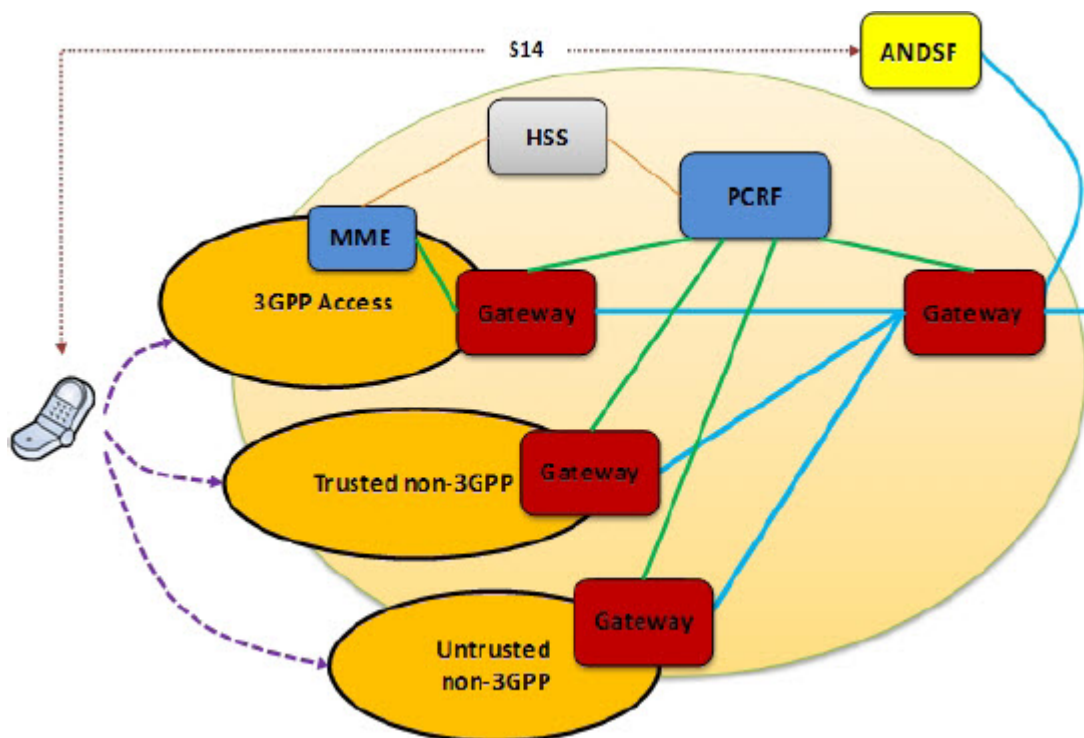 S14
ANDSF
HSS
PCRF
MME
3GPP Access
Gateway
Gateway
Trusted non-3GPP
Gateway
Gateway
Untrusted
non-3GPP